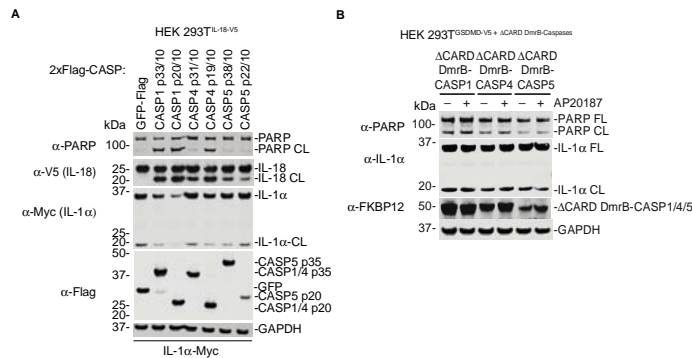 A
HEK 293T^IL-18-V5
2xFlag-CASP:
GFP-Flag
CASP1 p33/10
CASP1 p20/10
CASP4 p31/10
CASP4 p19/10
CASP5 p38/10
CASP5 p22/10
kDa
α-PARP
100-
-PARP
-PARP CL
α-V5 (IL-18)
25-
20-
-IL-18
-IL-18 CL
α-Myc (IL-1α)
37-
25-
20-
-IL-1α
-IL-1α-CL
α-Flag
50-
37-
25-
20-
-CASP5 p35
-CASP1/4 p35
-GFP
-CASP5 p20
-CASP1/4 p20
37-
-GAPDH
IL-1α-Myc
B
HEK 293T^GSDMD-V5 + ΔCARD DmrB-Caspases
ΔCARD DmrB-CASP1
ΔCARD DmrB-CASP4
ΔCARD DmrB-CASP5
− + − + − + AP20187
kDa
α-PARP
100-
-PARP FL
-PARP CL
α-IL-1α
37-
20-
-IL-1α FL
-IL-1α CL
α-FKBP12
50-
-ΔCARD DmrB-CASP1/4/5
37-
-GAPDH